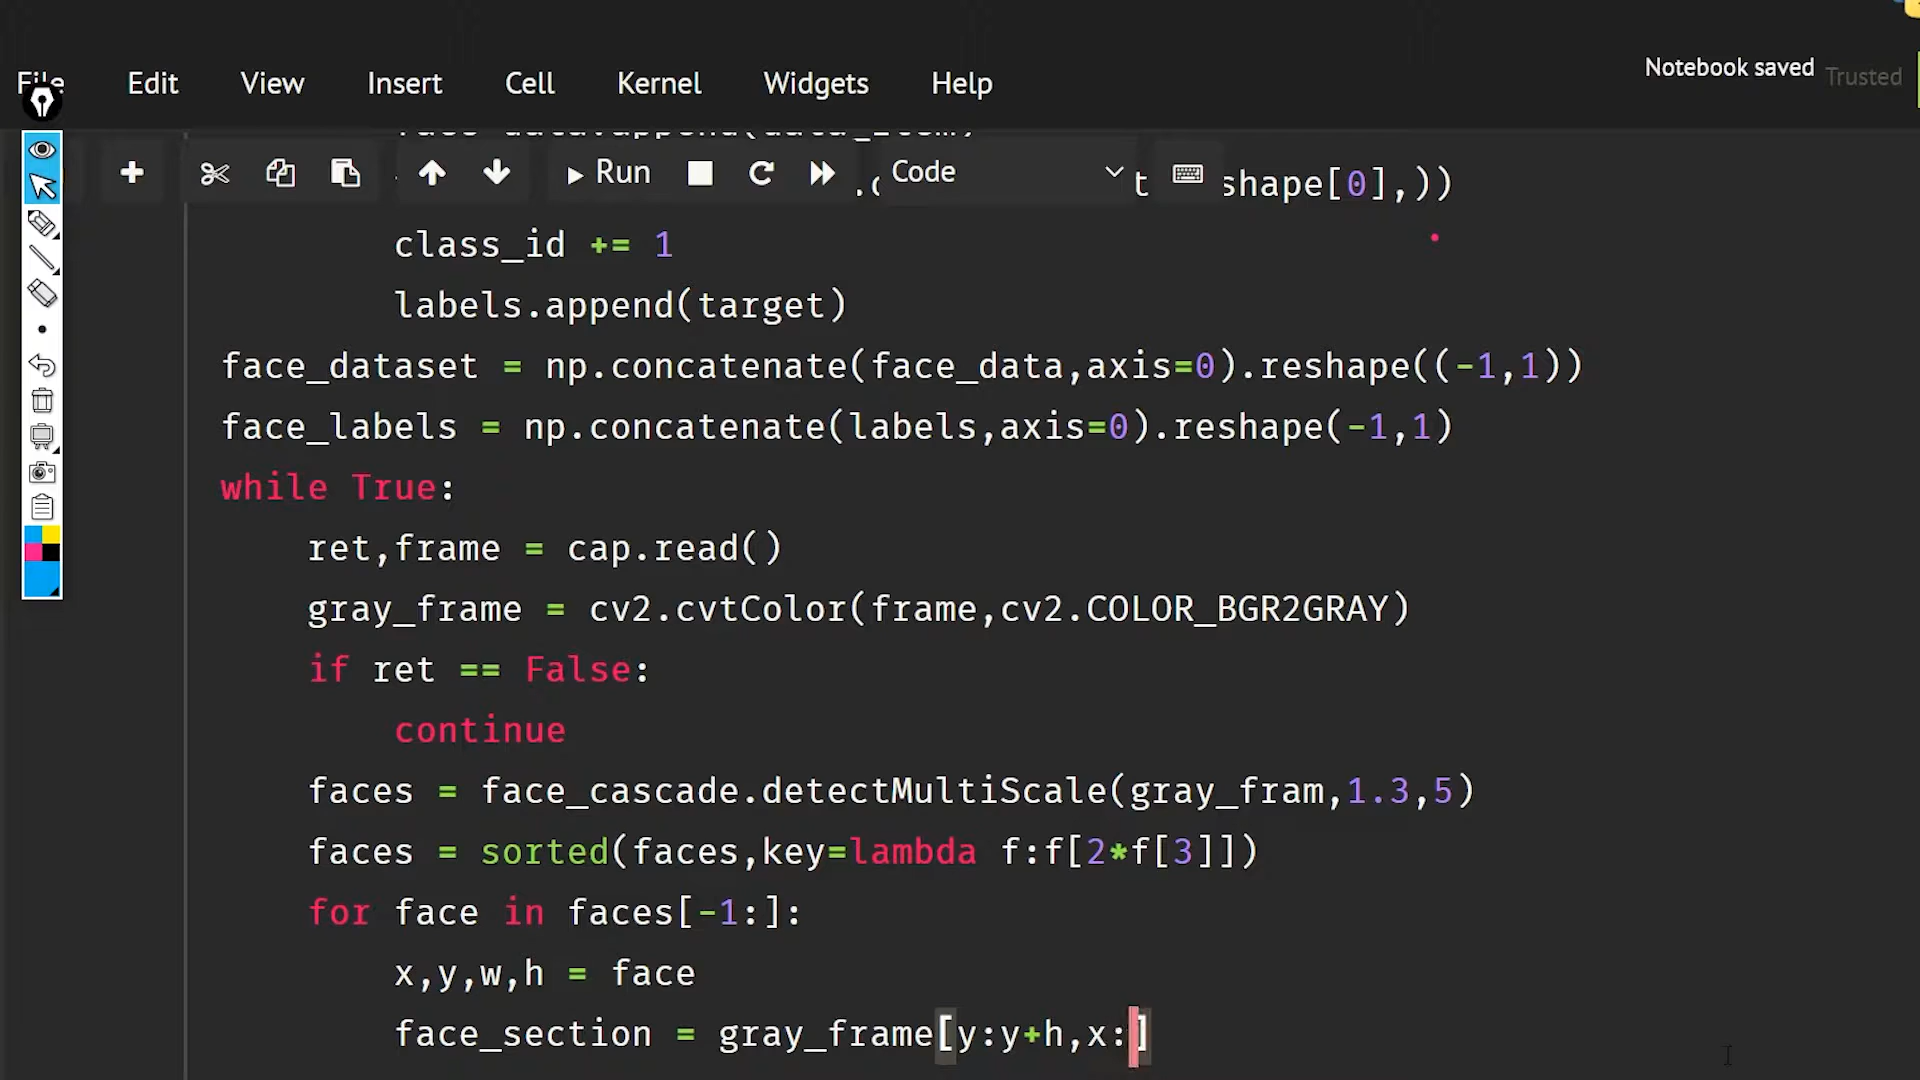 File Edit View Insert Cell Kernel Widgets Help Notebook saved Trusted
Run Code shape[0],))
class_id += 1
labels.append(target)
face_dataset = np.concatenate(face_data,axis=0).reshape((-1,1))
face_labels = np.concatenate(labels,axis=0).reshape(-1,1)
while True:
ret,frame = cap.read()
gray_frame = cv2.cvtColor(frame,cv2.COLOR_BGR2GRAY)
if ret == False:
continue
faces = face_cascade.detectMultiScale(gray_fram,1.3,5)
faces = sorted(faces,key=lambda f:f[2*f[3]])
for face in faces[-1:]:
x,y,w,h = face
face_section = gray_frame[y:y+h,x:]